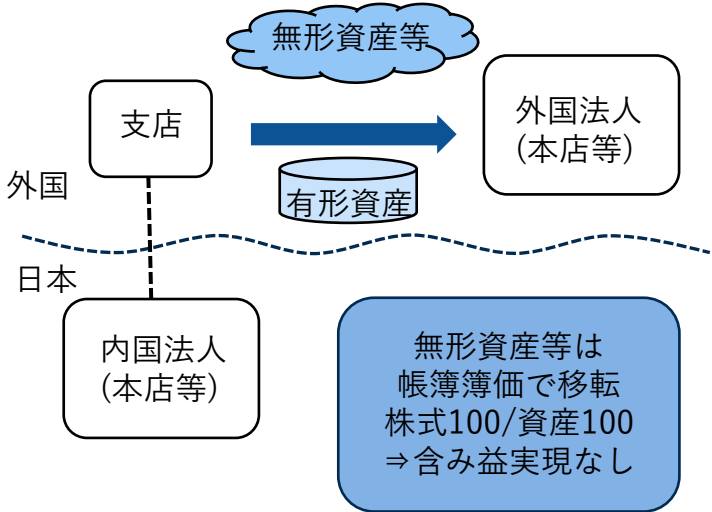 無形資産等
支店
外国法人
(本店等)
有形資産
外国
日本
内国法人
(本店等)
無形資産等は
帳簿簿価で移転
株式100/資産100
⇒含み益実現なし